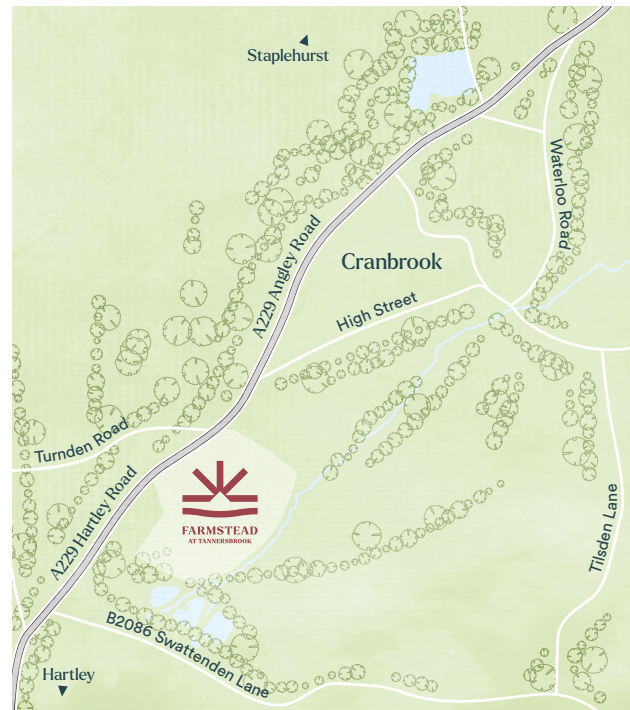 Staplehurst
Waterloo Road
A229 Angley Road
Cranbrook
High Street
Turnden Road
A229 Hartley Road
FARMSTEAD
AT TANNERSBROOK
Tilsden Lane
B2086 Swattenden Lane
Hartley